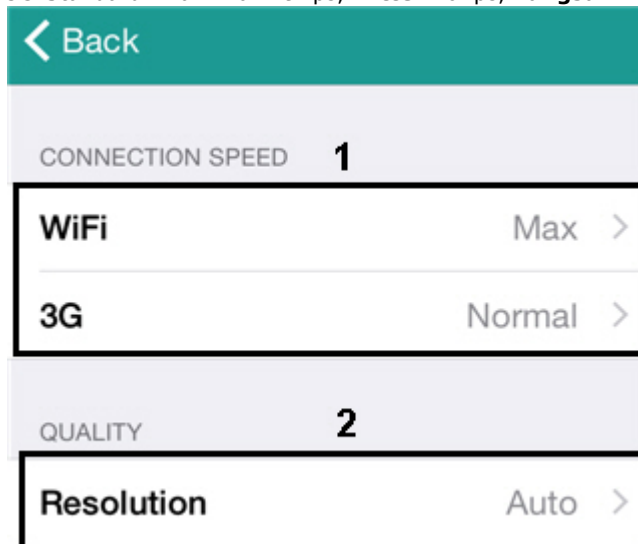 Back
CONNECTION SPEED 1
WiFi Max
3G Normal
QUALITY 2
Resolution Auto